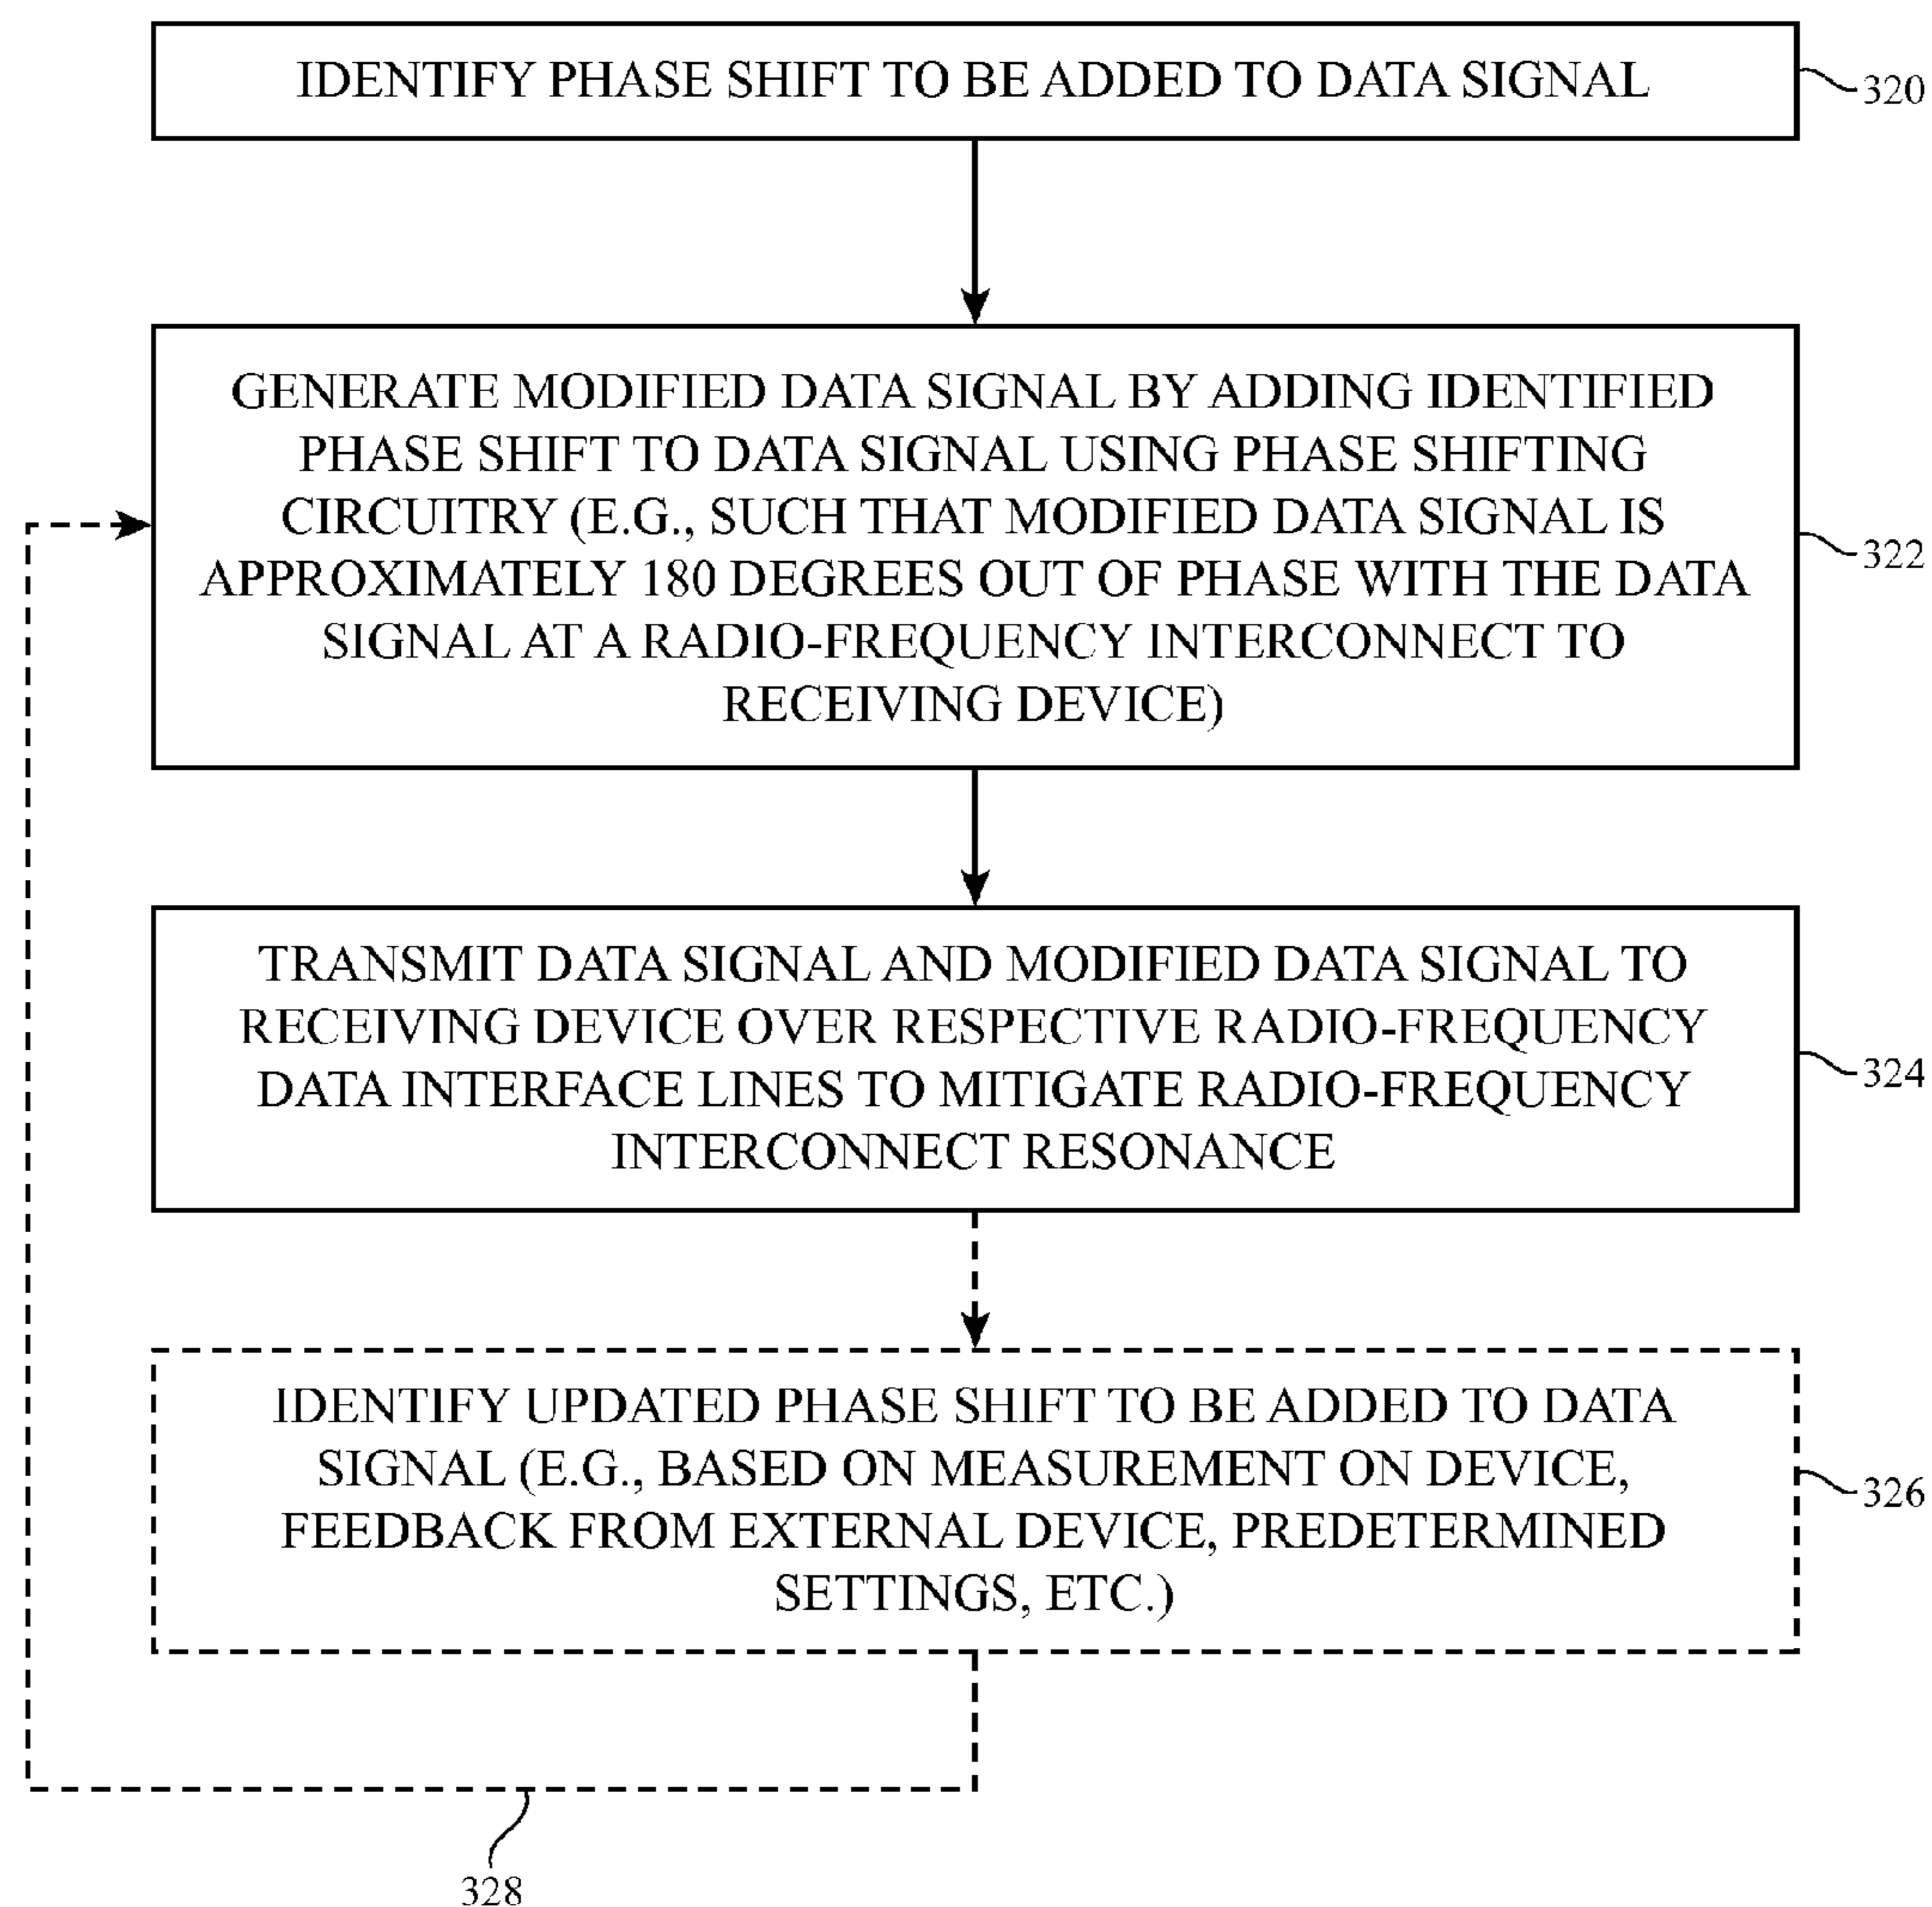 IDENTIFY PHASE SHIFT TO BE ADDED TO DATA SIGNAL
320
GENERATE MODIFIED DATA SIGNAL BY ADDING IDENTIFIED
PHASE SHIFT TO DATA SIGNAL USING PHASE SHIFTING
CIRCUITRY (E.G., SUCH THAT MODIFIED DATA SIGNAL IS
APPROXIMATELY 180 DEGREES OUT OF PHASE WITH THE DATA
SIGNAL AT A RADIO-FREQUENCY INTERCONNECT TO
RECEIVING DEVICE)
322
TRANSMIT DATA SIGNAL AND MODIFIED DATA SIGNAL TO
RECEIVING DEVICE OVER RESPECTIVE RADIO-FREQUENCY
DATA INTERFACE LINES TO MITIGATE RADIO-FREQUENCY
INTERCONNECT RESONANCE
324
IDENTIFY UPDATED PHASE SHIFT TO BE ADDED TO DATA
SIGNAL (E.G., BASED ON MEASUREMENT ON DEVICE,
FEEDBACK FROM EXTERNAL DEVICE, PREDETERMINED
SETTINGS, ETC.)
326
328